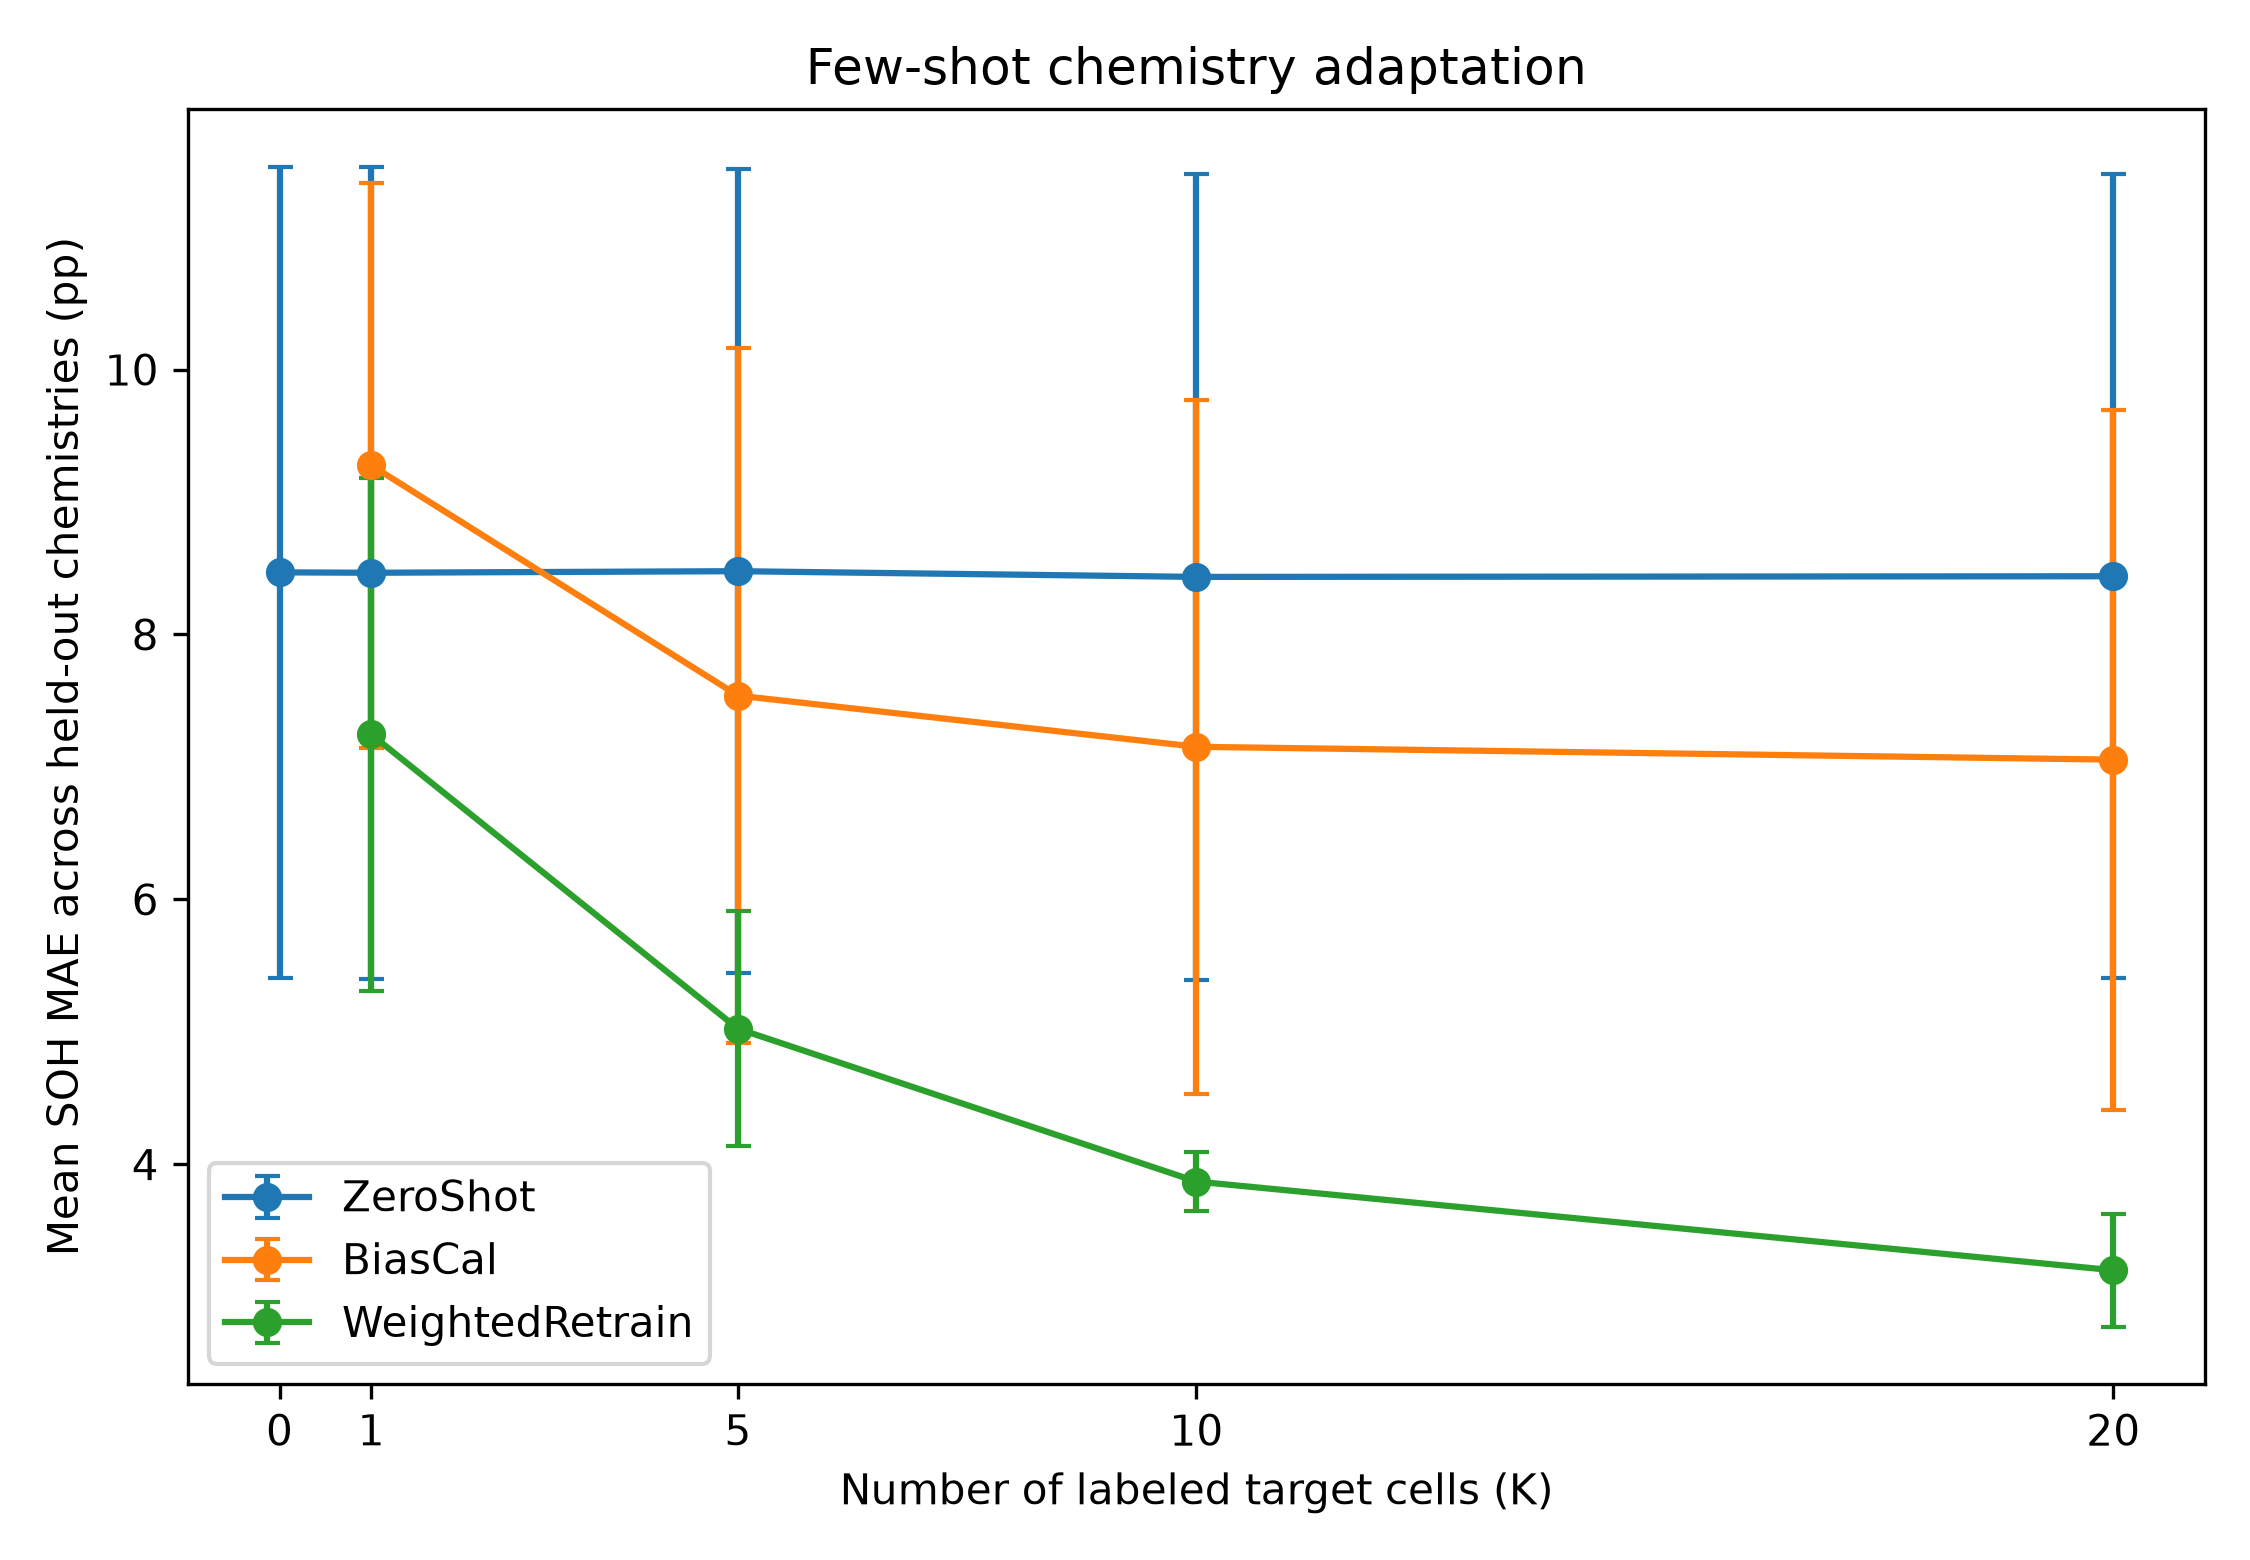 Few-shot chemistry adaptation
Mean SOH MAE across held-out chemistries (pp)
10
8
6
4
ZeroShot
BiasCal
WeightedRetrain
0 1 5 10 20
Number of labeled target cells (K)